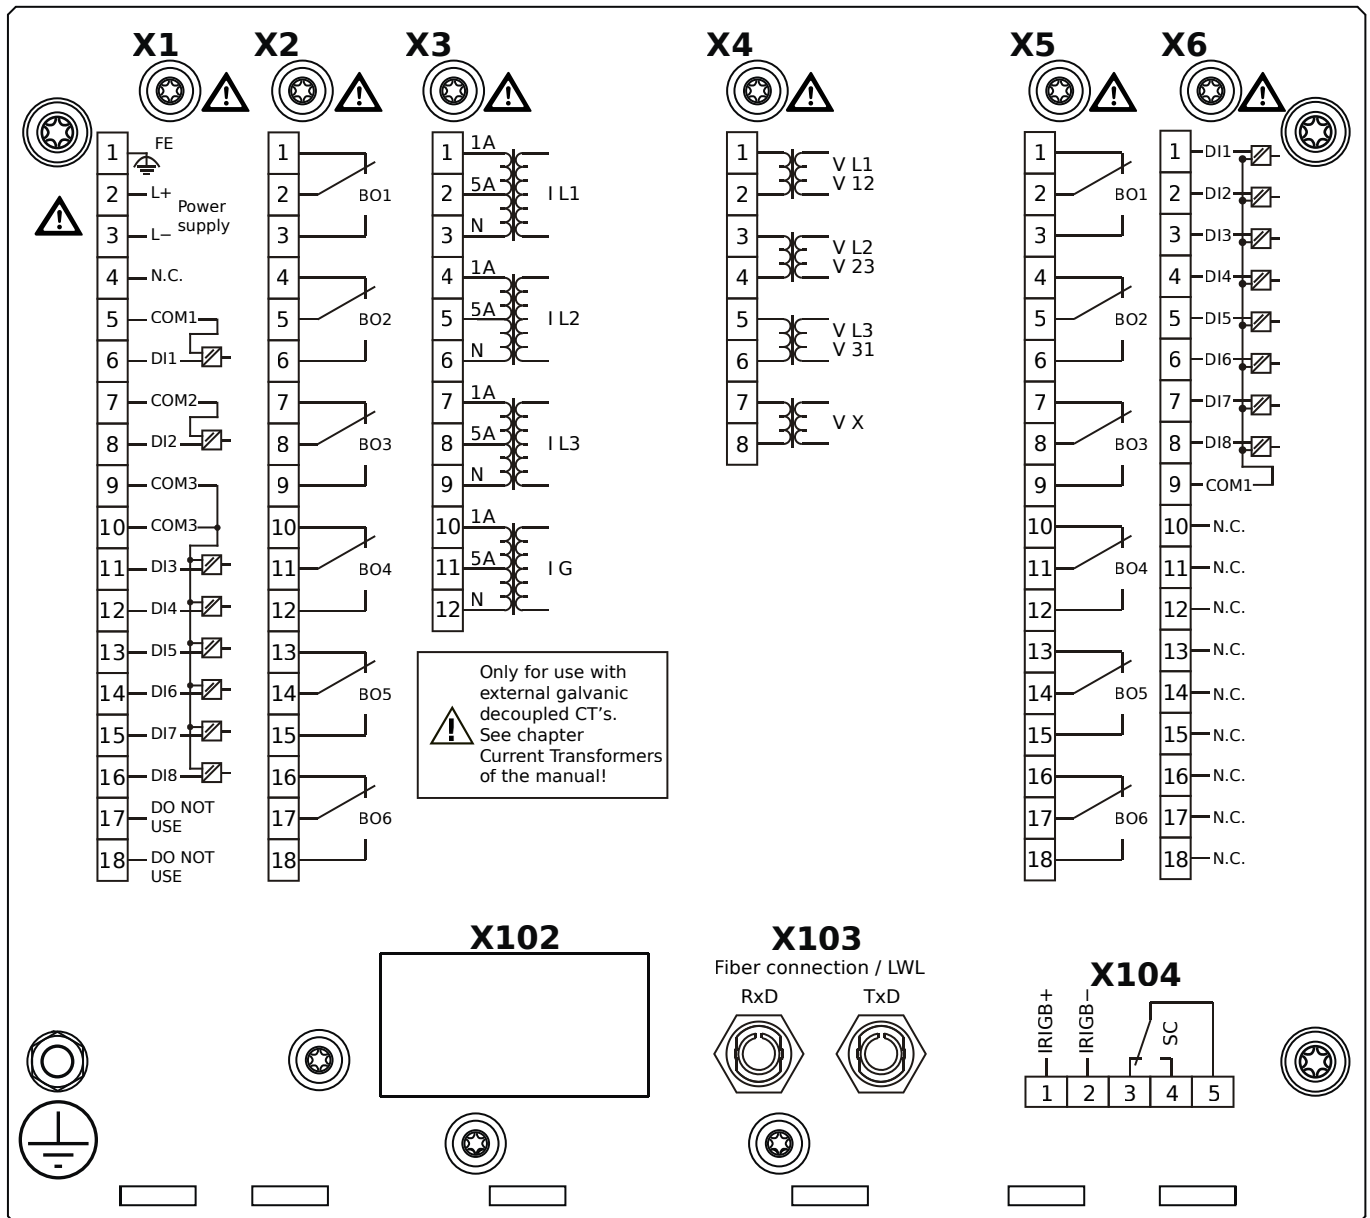 X1 X2 X3 X4 X5 X6
1 FE
2 L+
Power
supply
3 L−
4 N.C.
5 COM1
6 DI1
7 COM2
8 DI2
9 COM3
10 COM3
11 DI3
12 DI4
13 DI5
14 DI6
15 DI7
16 DI8
17 DO NOT
USE
18 DO NOT
USE
1
2 BO1
3
4
5 BO2
6
7
8 BO3
9
10
11 BO4
12
13
14 BO5
15
16
17 BO6
18
1 1A
2 5A I L1
3 N
4 1A
5 5A I L2
6 N
7 1A
8 5A I L3
9 N
10 1A
11 5A I G
12 N
Only for use with
external galvanic
decoupled CT's.
See chapter
Current Transformers
of the manual!
1 V L1
2 V 12
3 V L2
4 V 23
5 V L3
6 V 31
7 V X
8
1
2 BO1
3
4
5 BO2
6
7
8 BO3
9
10
11 BO4
12
13
14 BO5
15
16
17 BO6
18
1 DI1
2 DI2
3 DI3
4 DI4
5 DI5
6 DI6
7 DI7
8 DI8
9 COM1
10 N.C.
11 N.C.
12 N.C.
13 N.C.
14 N.C.
15 N.C.
16 N.C.
17 N.C.
18 N.C.
X102
X103
Fiber connection / LWL
RxD TxD
X104
IRIGB+
IRIGB−
SC
1 2 3 4 5